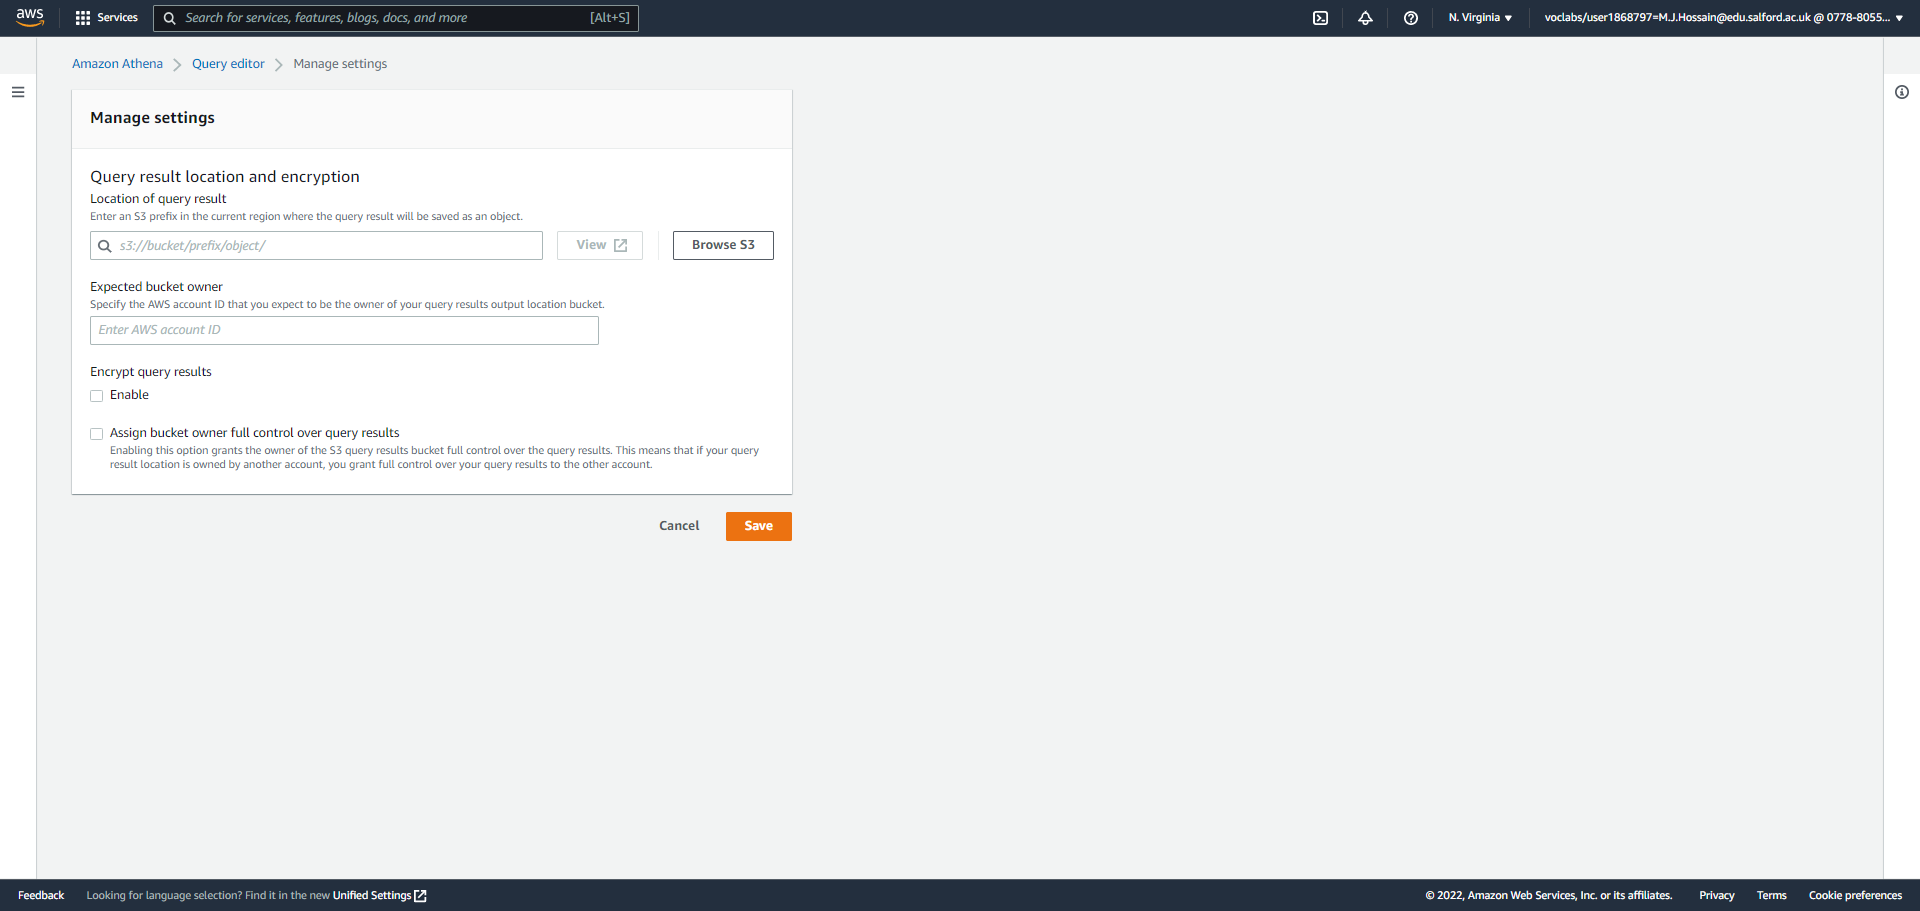 aws
Services
Search for services, features, blogs, docs, and more
[Alt+S]
N. Virginia
voclabs/user1868797=M.J.Hossain@edu.salford.ac.uk @ 0778-8055...
Amazon Athena
Query editor
Manage settings
Manage settings
Query result location and encryption
Location of query result
Enter an S3 prefix in the current region where the query result will be saved as an object.
s3://bucket/prefix/object/
View
Browse S3
Expected bucket owner
Specify the AWS account ID that you expect to be the owner of your query results output location bucket.
Enter AWS account ID
Encrypt query results
Enable
Assign bucket owner full control over query results
Enabling this option grants the owner of the S3 query results bucket full control over the query results. This means that if your query
result location is owned by another account, you grant full control over your query results to the other account.
Cancel
Save
Feedback
Looking for language selection? Find it in the new Unified Settings
© 2022, Amazon Web Services, Inc. or its affiliates.
Privacy
Terms
Cookie preferences